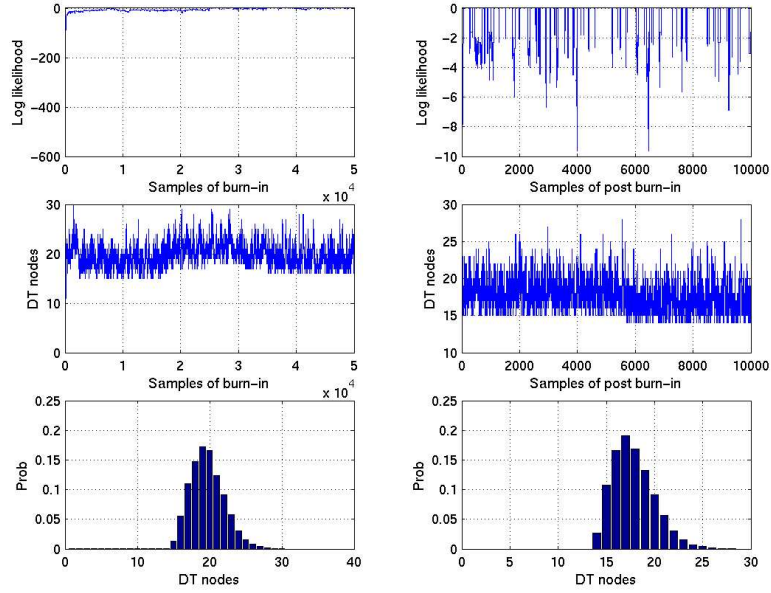 0
−200
−400
−600
Log likelihood
0 1 2 3 4 5
Samples of burn-in
x 10^4
0
−2
−4
−6
−8
−10
Log likelihood
0 2000 4000 6000 8000 10000
Samples of post burn-in
30
20
10
0
DT nodes
0 1 2 3 4 5
Samples of burn-in
x 10^4
30
25
20
15
10
DT nodes
0 2000 4000 6000 8000 10000
Samples of post burn-in
0.25
0.2
0.15
0.1
0.05
0
Prob
0 10 20 30 40
DT nodes
0.25
0.2
0.15
0.1
0.05
0
Prob
0 5 10 15 20 25 30
DT nodes